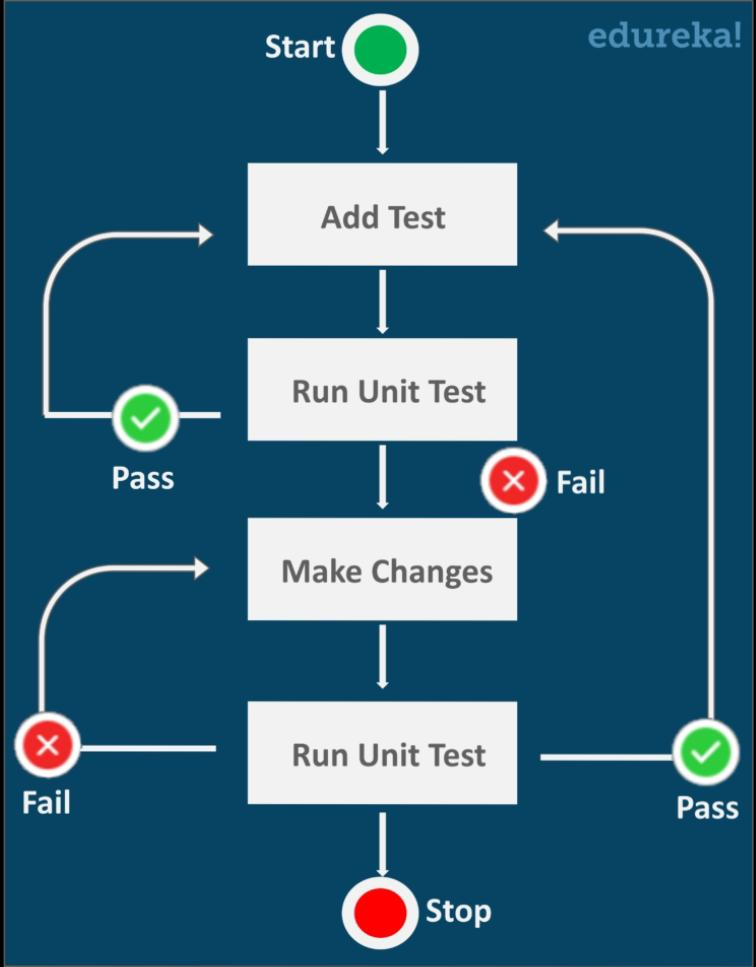 edureka!
Start
Add Test
Run Unit Test
Pass
Fail
Make Changes
Run Unit Test
Fail
Pass
Stop